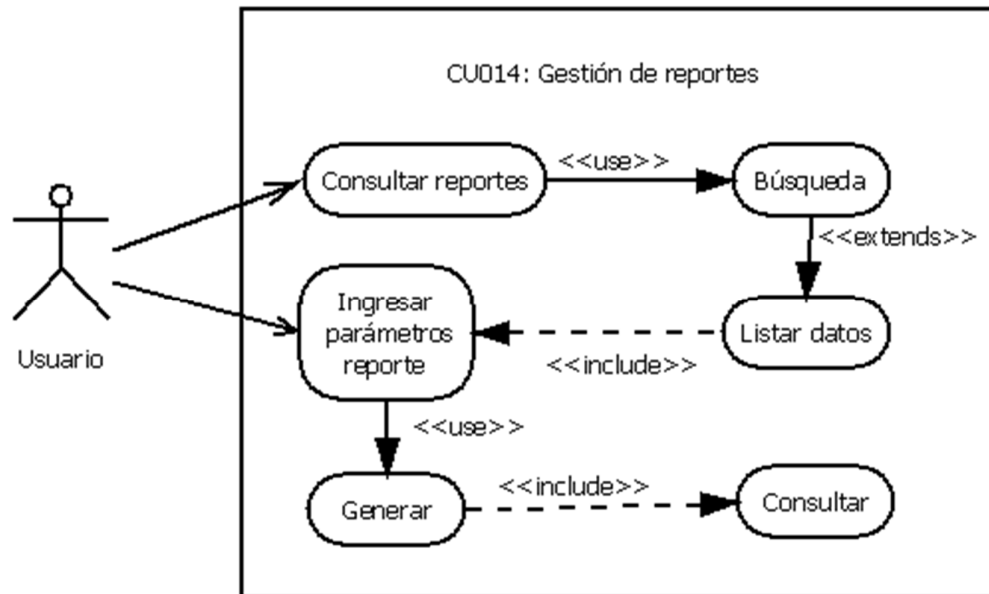 CU014: Gestión de reportes
Consultar reportes
<<use>>
Búsqueda
<<extends>>
Usuario
Ingresar
parámetros
reporte
<<include>>
Listar datos
<<use>>
Generar
<<include>>
Consultar